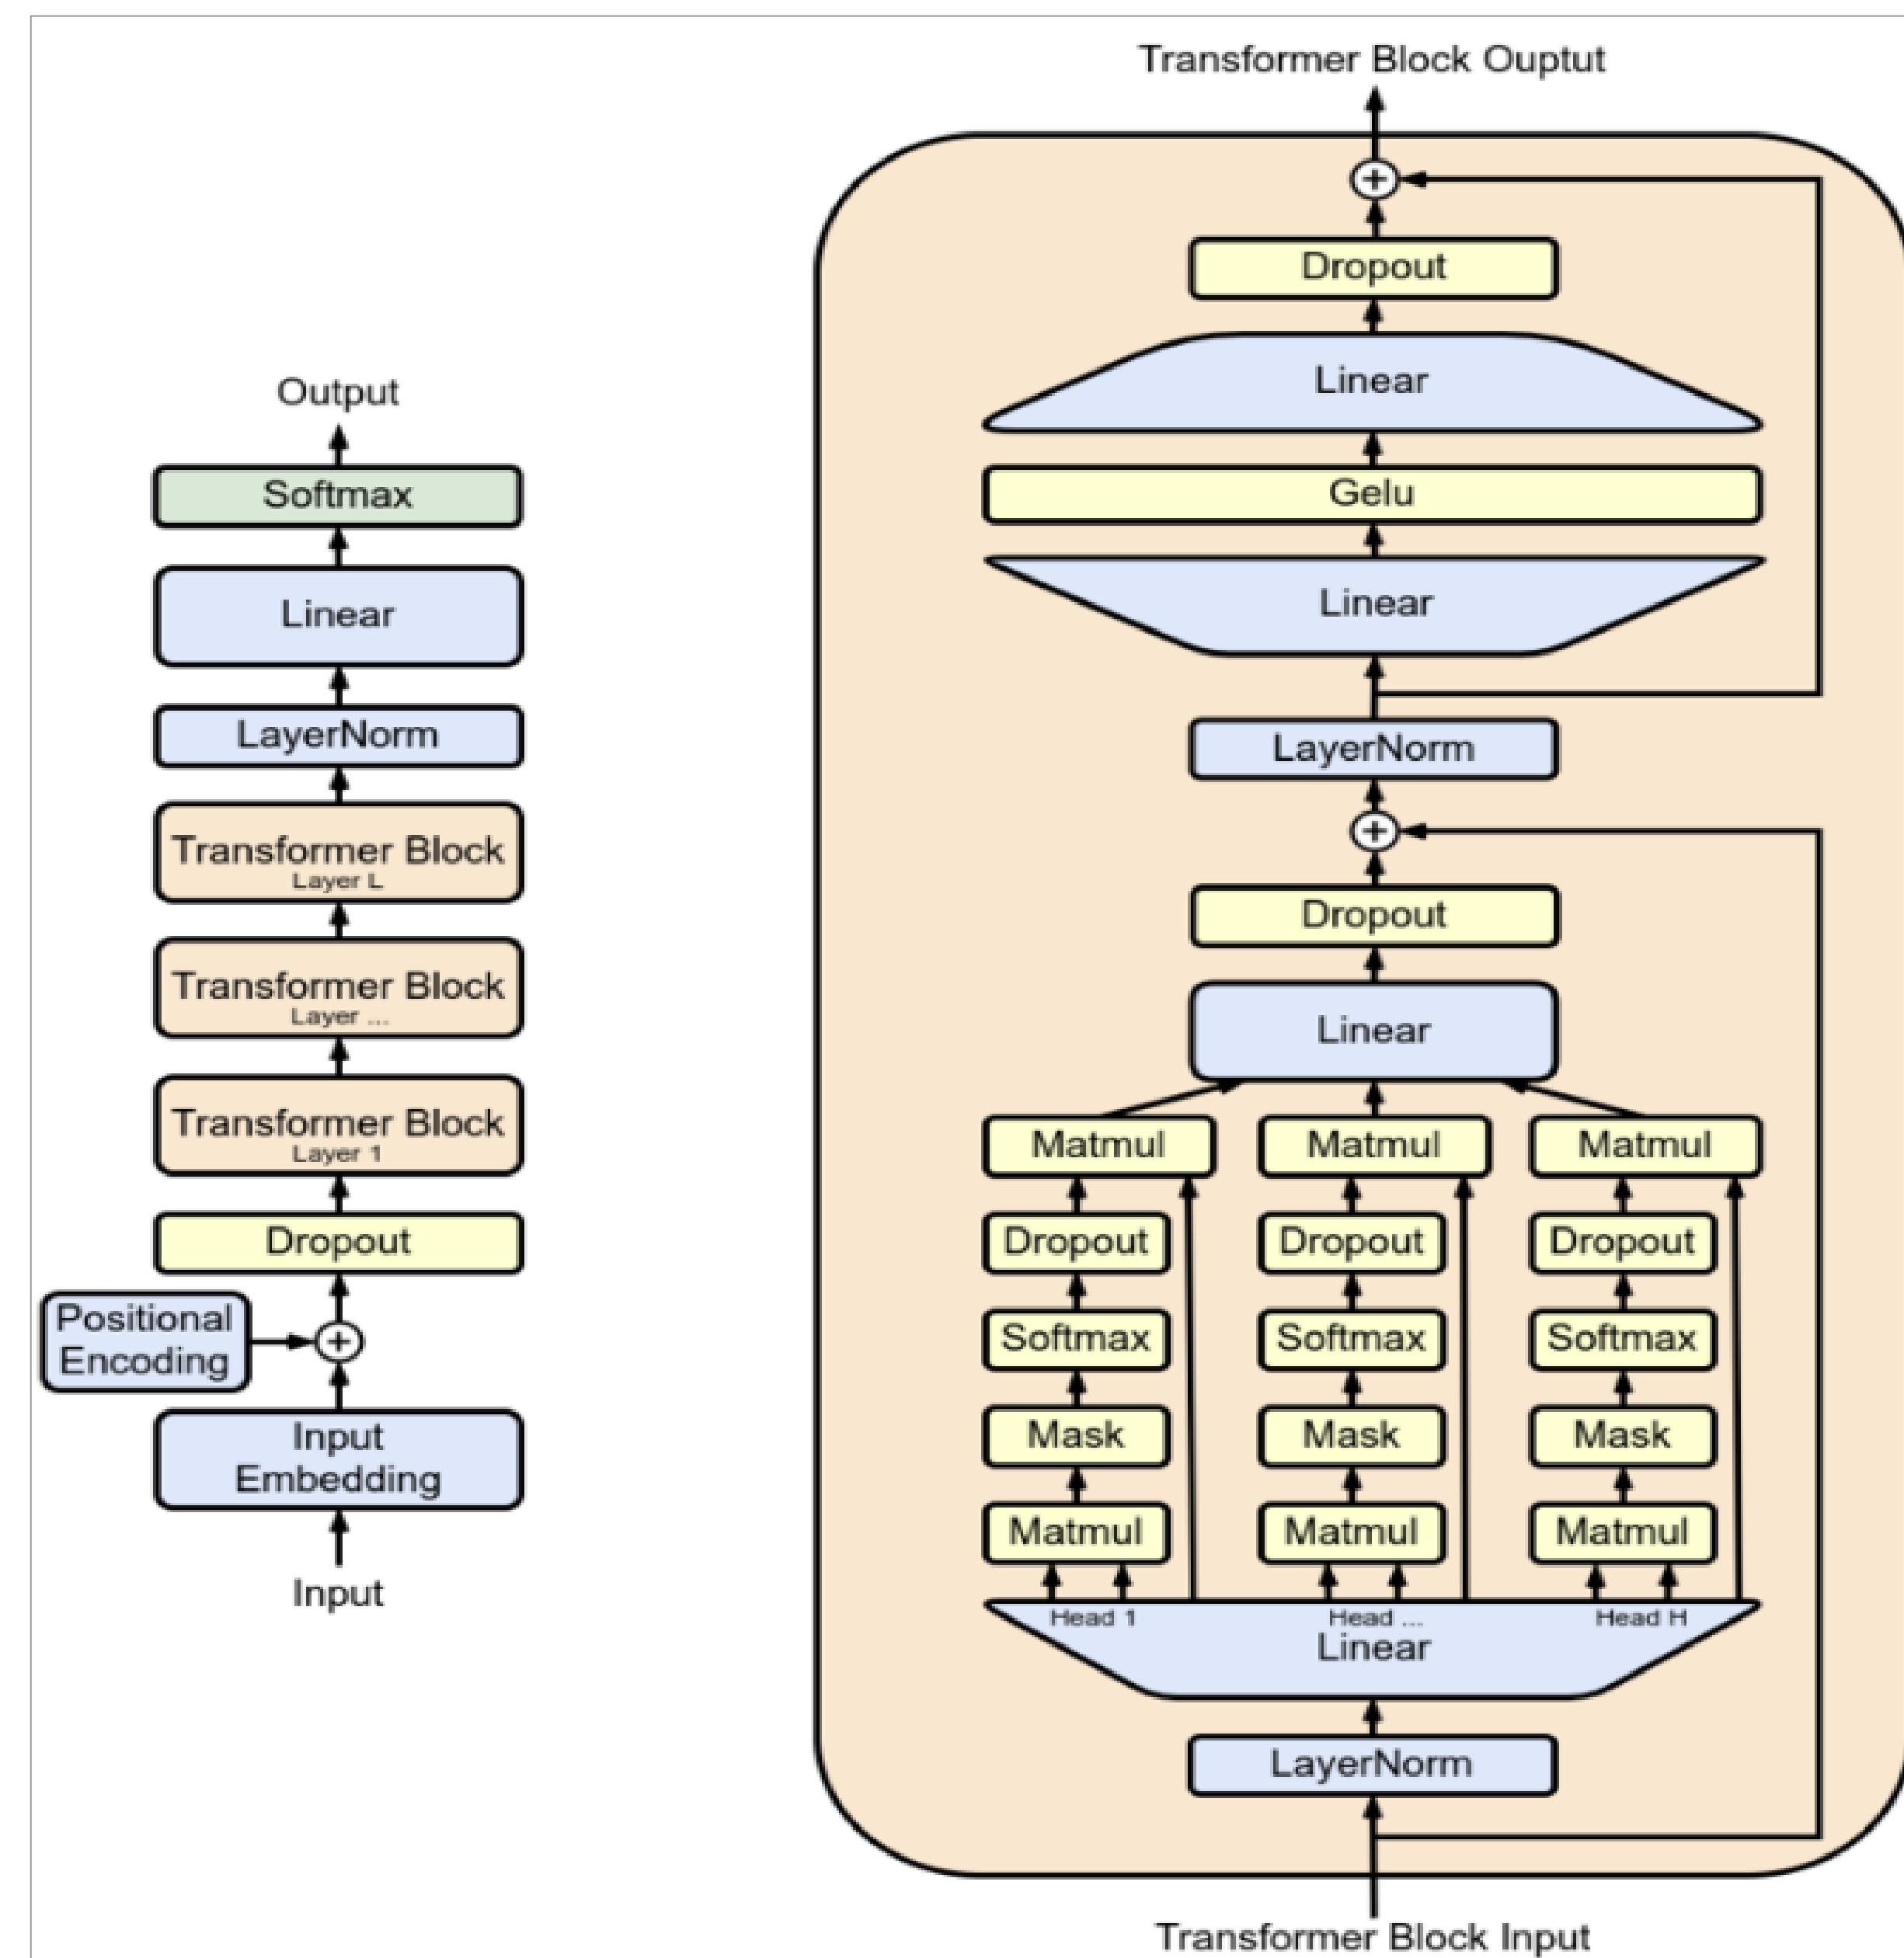 Output
Softmax
Linear
LayerNorm
Transformer Block
Layer L
Transformer Block
Layer ...
Transformer Block
Layer 1
Dropout
Positional
Encoding
+
Input
Embedding
Input
Transformer Block Ouptut
+
Dropout
Linear
Gelu
Linear
LayerNorm
+
Dropout
Linear
Matmul Matmul Matmul
Dropout Dropout Dropout
Softmax Softmax Softmax
Mask Mask Mask
Matmul Matmul Matmul
Head 1 Head ... Head H
Linear
LayerNorm
Transformer Block Input